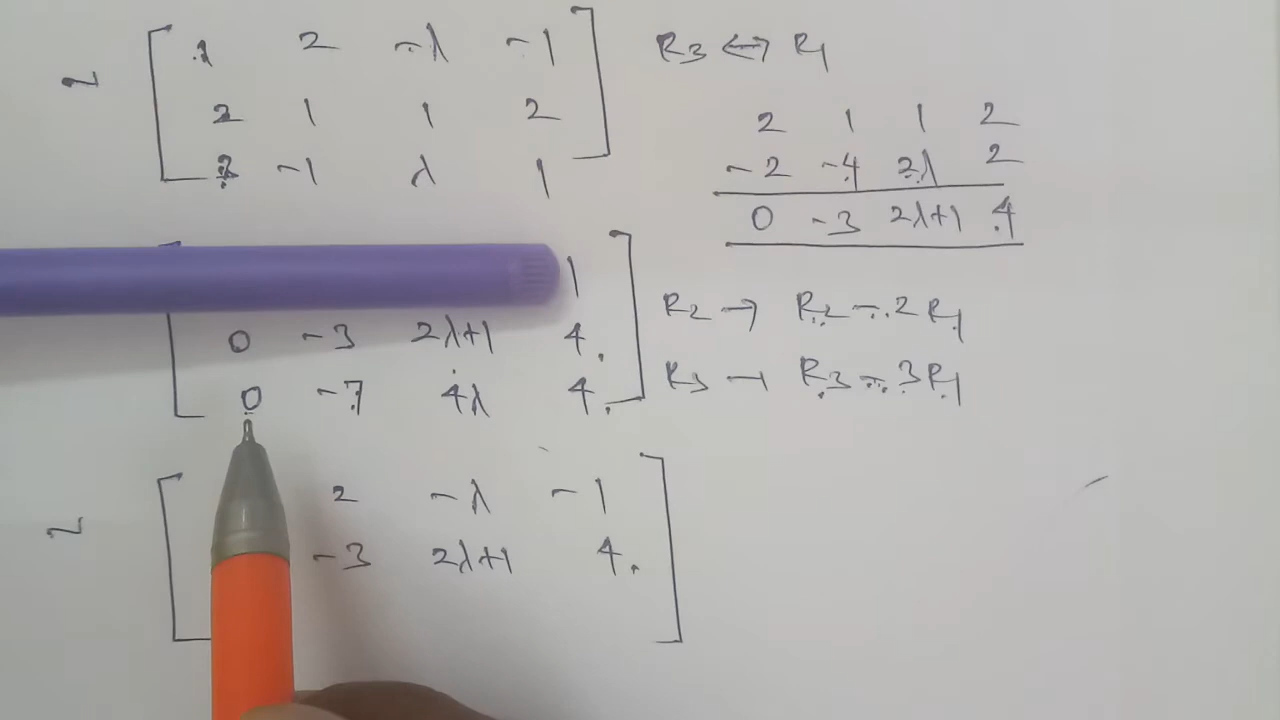 ~ [ 1 2 -λ -1 ] R3 ↔ R1
2 1 1 2
3 -1 λ 1
2 1 1 2
-2 -4 2λ 2
0 -3 2λ+1 4
1
0 -3 2λ+1 4 R2 → R2 - 2R1
0 -7 4λ 4 R3 → R3 - 3R1
~ [ 2 -λ -1 ]
-3 2λ+1 4